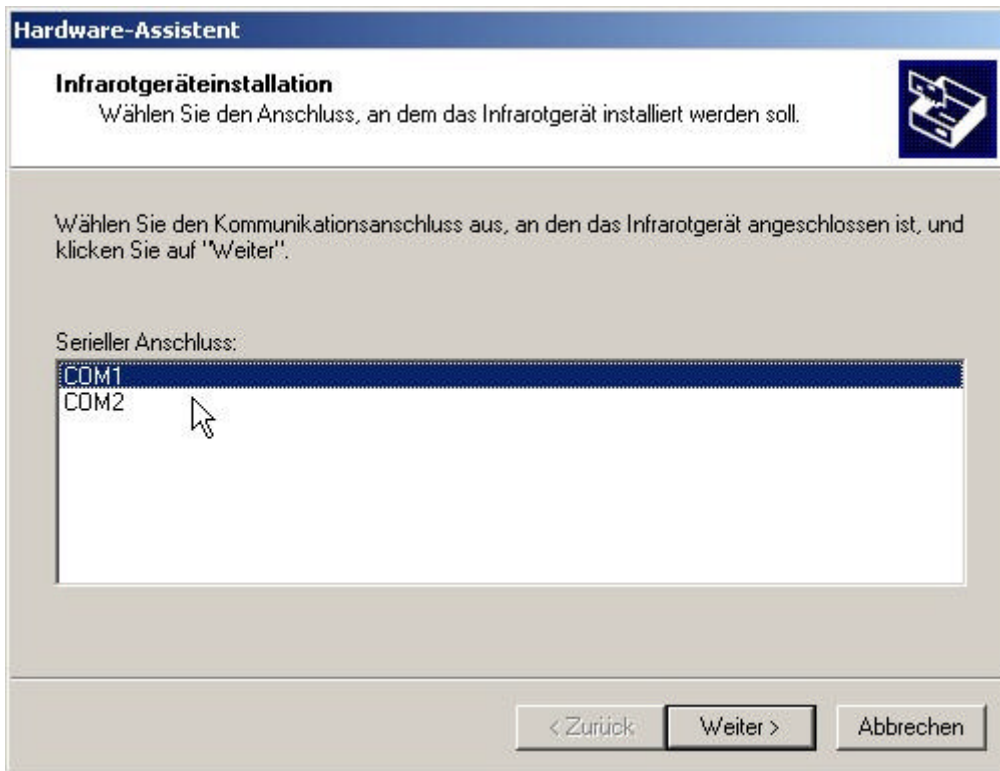 Hardware-Assistent
Infrarotgeräteinstallation
Wählen Sie den Anschluss, an dem das Infrarotgerät installiert werden soll.
Wählen Sie den Kommunikationsanschluss aus, an den das Infrarotgerät angeschlossen ist, und
klicken Sie auf "Weiter".
Serieller Anschluss:
COM1
COM2
< Zurück
Weiter >
Abbrechen